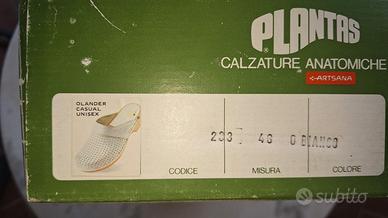 PLANTAS
CALZATURE ANATOMICHE
ARTSANA
OLANDER
CASUAL
UNISEX
233 46 0 BIANCO
CODICE MISURA COLORE
subito